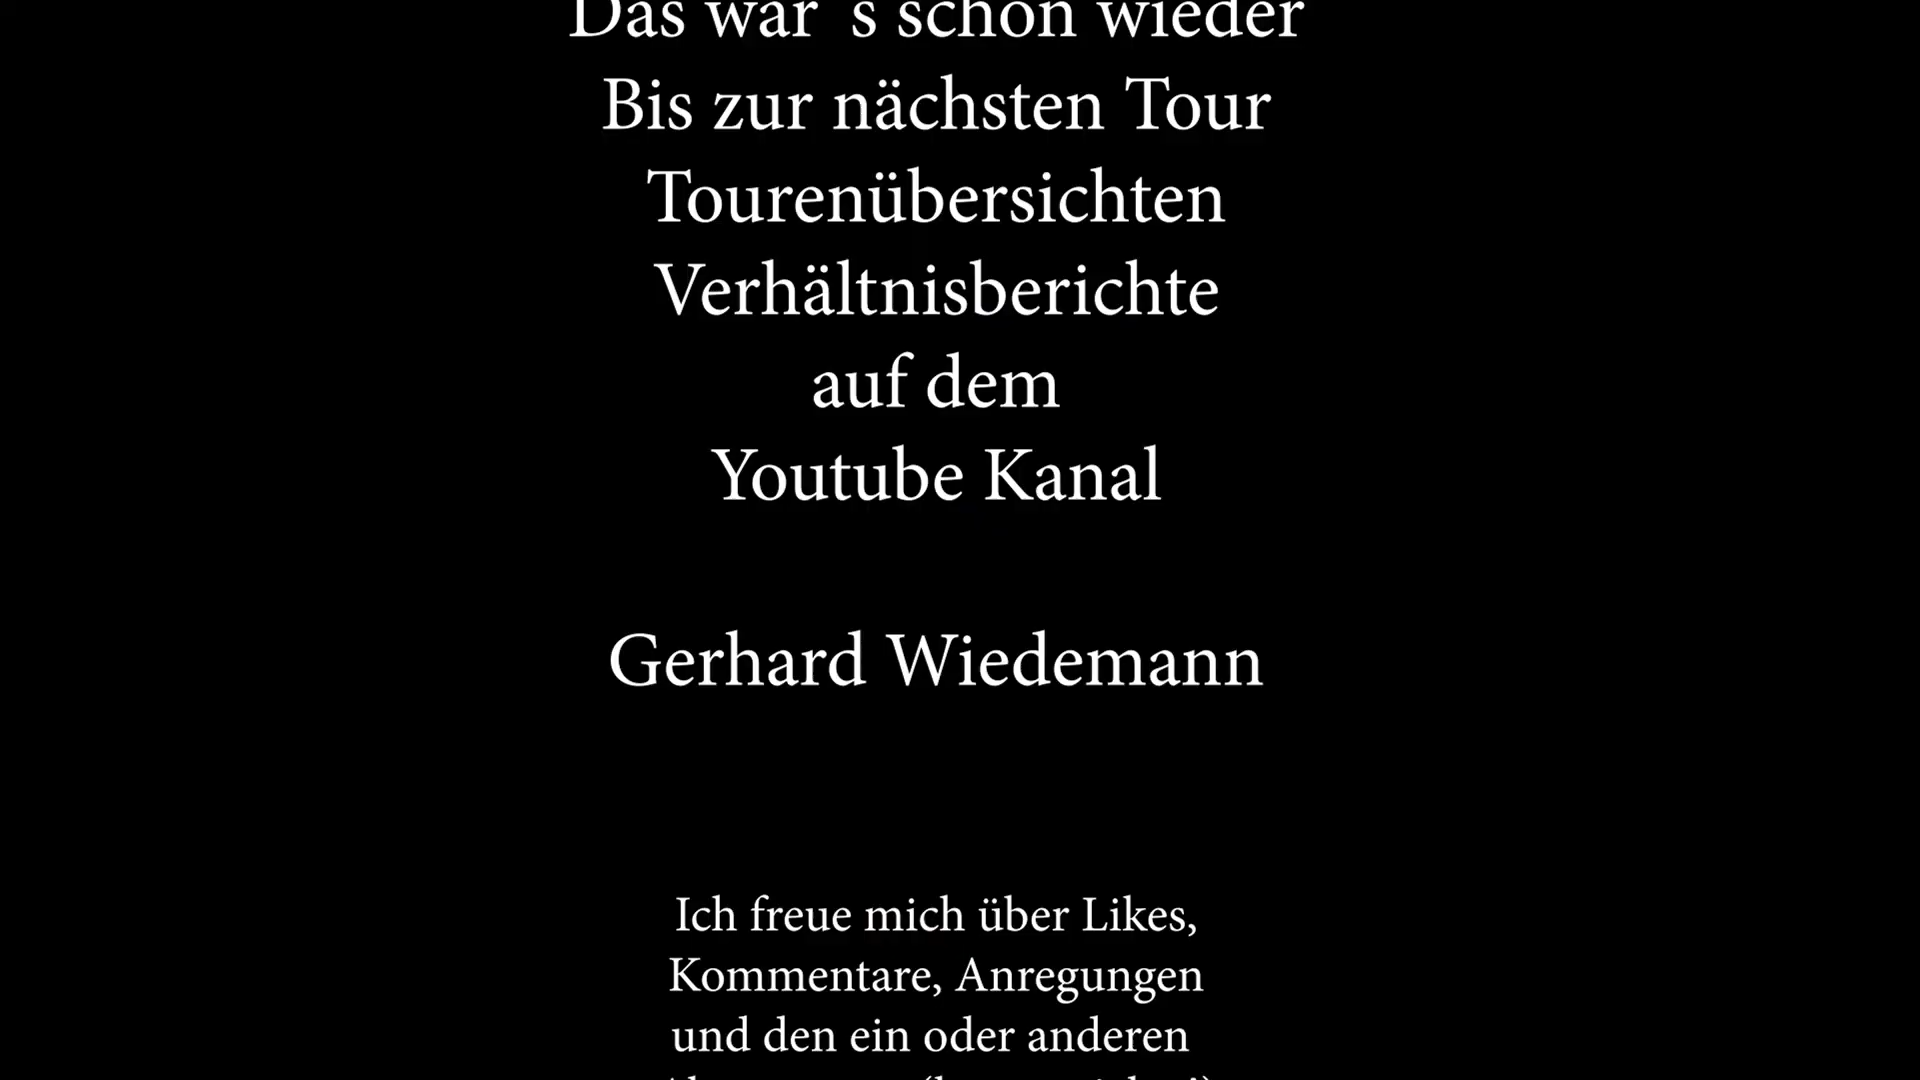 Das war´s schon wieder
Bis zur nächsten Tour
Tourenübersichten
Verhältnisberichte
auf dem
Youtube Kanal
Gerhard Wiedemann
Ich freue mich über Likes,
Kommentare, Anregungen
und den ein oder anderen